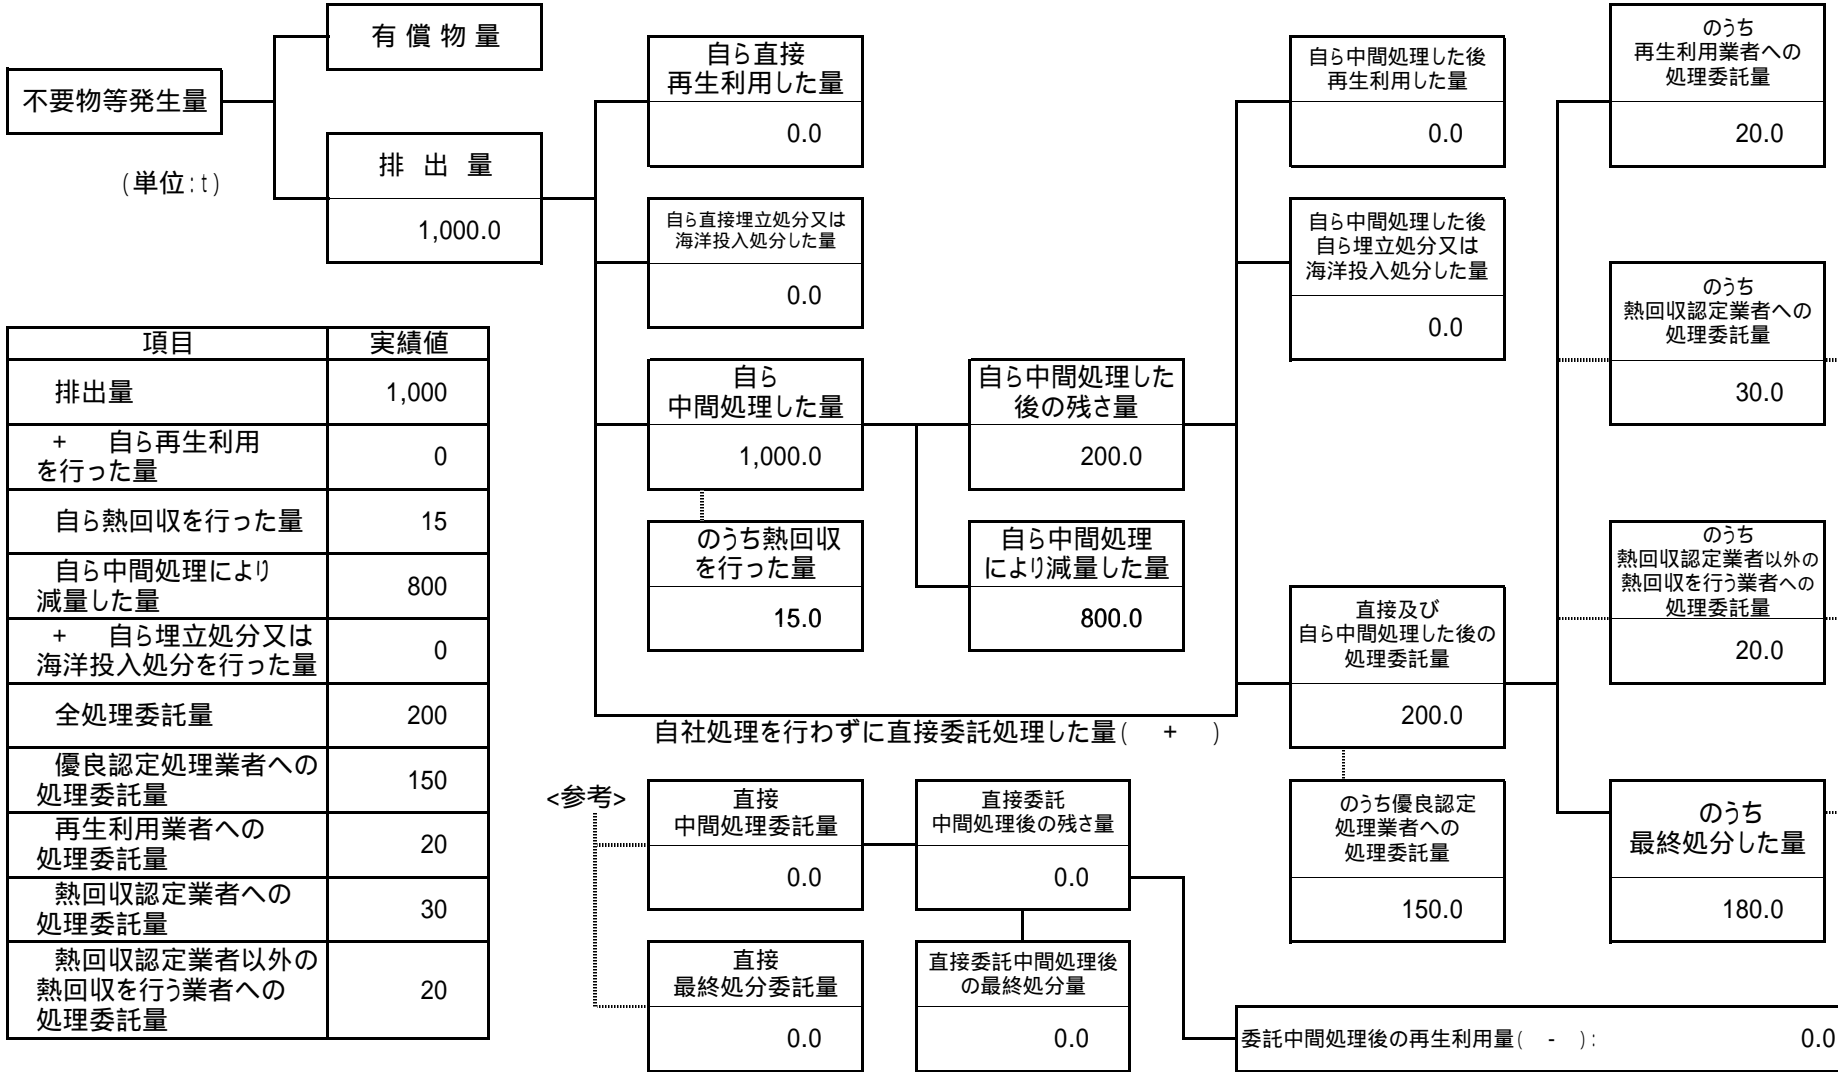 不要物等発生量
(単位:t)
有償物量
排出量
1,000.0
自ら直接
再生利用した量
0.0
自ら直接埋立処分又は
海洋投入処分した量
0.0
自ら
中間処理した量
1,000.0
のうち熱回収
を行った量
15.0
自ら中間処理した
後の残さ量
200.0
自ら中間処理
により減量した量
800.0
自社処理を行わずに直接委託処理した量( + )
自ら中間処理した後
再生利用した量
0.0
自ら中間処理した後
自ら埋立処分又は
海洋投入処分した量
0.0
直接及び
自ら中間処理した後の
処理委託量
200.0
のうち優良認定
処理業者への
処理委託量
150.0
のうち
再生利用業者への
処理委託量
20.0
のうち
熱回収認定業者への
処理委託量
30.0
のうち
熱回収認定業者以外の
熱回収を行う業者への
処理委託量
20.0
のうち
最終処分した量
180.0
項目 実績値
排出量 1,000
+ 自ら再生利用
を行った量 0
自ら熱回収を行った量 15
自ら中間処理により
減量した量 800
+ 自ら埋立処分又は
海洋投入処分を行った量 0
全処理委託量 200
優良認定処理業者への
処理委託量 150
再生利用業者への
処理委託量 20
熱回収認定業者への
処理委託量 30
熱回収認定業者以外の
熱回収を行う業者への
処理委託量 20
<参考>
直接
中間処理委託量
0.0
直接委託
中間処理後の残さ量
0.0
直接
最終処分委託量
0.0
直接委託中間処理後
の最終処分量
0.0
委託中間処理後の再生利用量( - ): 0.0